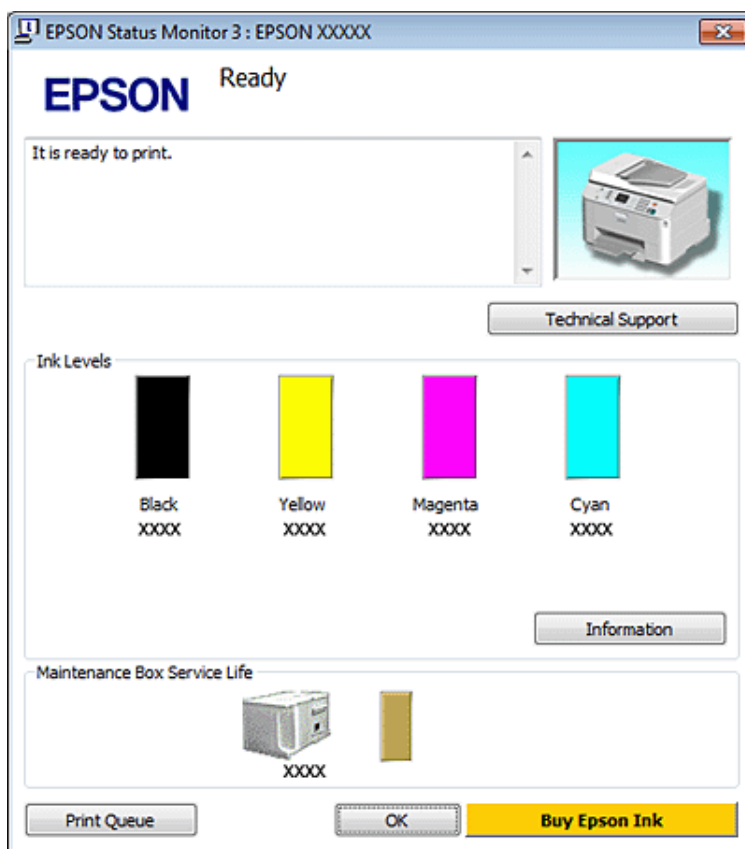 EPSON Status Monitor 3 : EPSON XXXXX
EPSON
Ready
It is ready to print.
Technical Support
Ink Levels
Black Yellow Magenta Cyan
XXXX XXXX XXXX XXXX
Information
Maintenance Box Service Life
XXXX
Print Queue OK Buy Epson Ink